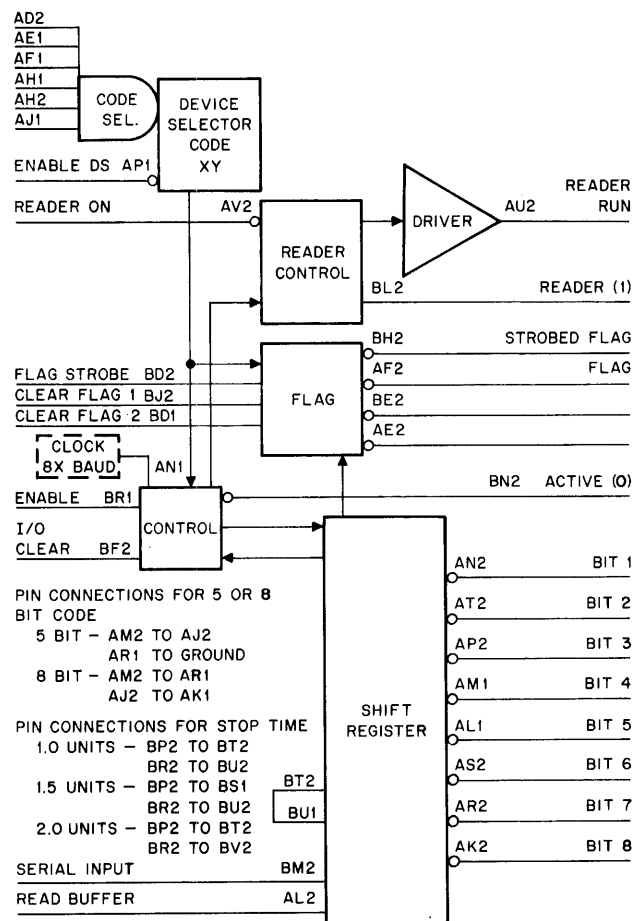 AD2
AE1
AF1
AH1
AH2
AJ1
CODE
SEL.
DEVICE
SELECTOR
CODE
XY
ENABLE DS AP1
READER ON AV2
READER
CONTROL
DRIVER
AU2
READER
RUN
BL2 READER (1)
BH2 STROBED FLAG
AF2 FLAG
BE2
AE2
FLAG
FLAG STROBE BD2
CLEAR FLAG 1 BJ2
CLEAR FLAG 2 BD1
CLOCK
8X BAUD
AN1
BN2 ACTIVE (0)
ENABLE BR1
CONTROL
I/O
CLEAR BF2
PIN CONNECTIONS FOR 5 OR 8
BIT CODE
5 BIT – AM2 TO AJ2
AR1 TO GROUND
8 BIT – AM2 TO AR1
AJ2 TO AK1
PIN CONNECTIONS FOR STOP TIME
1.0 UNITS – BP2 TO BT2
BR2 TO BU2
1.5 UNITS – BP2 TO BS1
BR2 TO BU2
2.0 UNITS – BP2 TO BT2
BR2 TO BV2
BT2
BU1
SERIAL INPUT BM2
READ BUFFER AL2
SHIFT
REGISTER
AN2 BIT 1
AT2 BIT 2
AP2 BIT 3
AM1 BIT 4
AL1 BIT 5
AS2 BIT 6
AR2 BIT 7
AK2 BIT 8